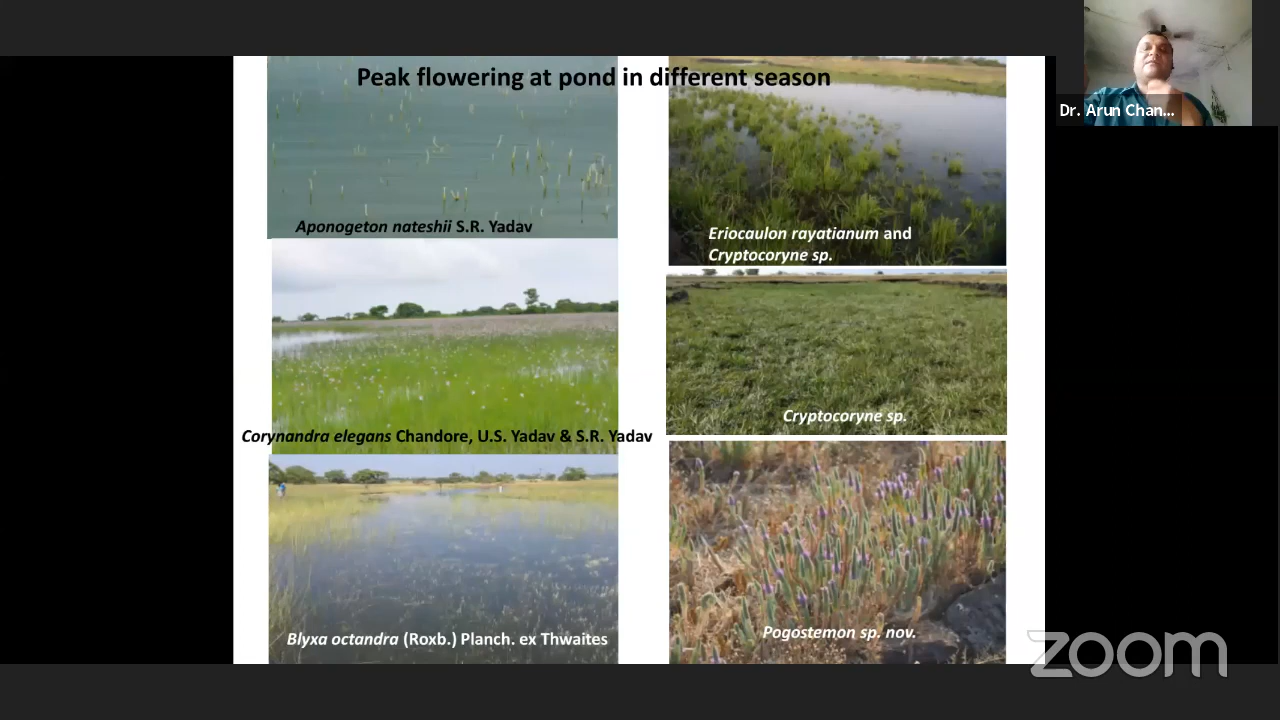 Peak flowering at pond in different season
Dr. Arun Chan...
Aponogeton nateshii S.R. Yadav
Eriocaulon rayatianum and
Cryptocoryne sp.
Corynandra elegans Chandore, U.S. Yadav & S.R. Yadav
Cryptocoryne sp.
Blyxa octandra (Roxb.) Planch. ex Thwaites
Pogostemon sp. nov.
zoom